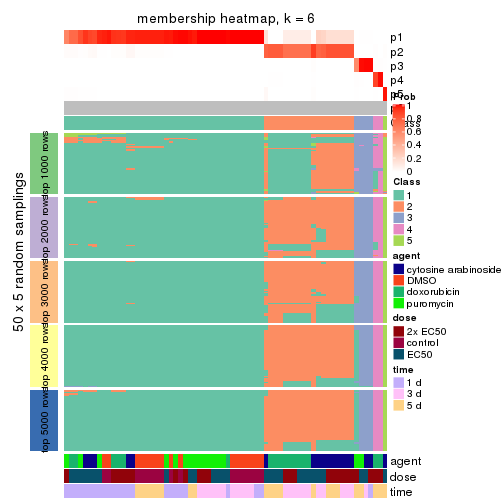 membership heatmap, k = 6
p1
p2
p3
p4
p5
Prob
1
0.8
0.6
0.4
0.2
0
Class
Class
1
2
3
4
5
agent
cytosine arabinoside
DMSO
doxorubicin
puromycin
dose
2x EC50
control
EC50
time
1 d
3 d
5 d
50 x 5 random samplings
top 1000 rows
top 2000 rows
top 3000 rows
top 4000 rows
top 5000 rows
agent
dose
time